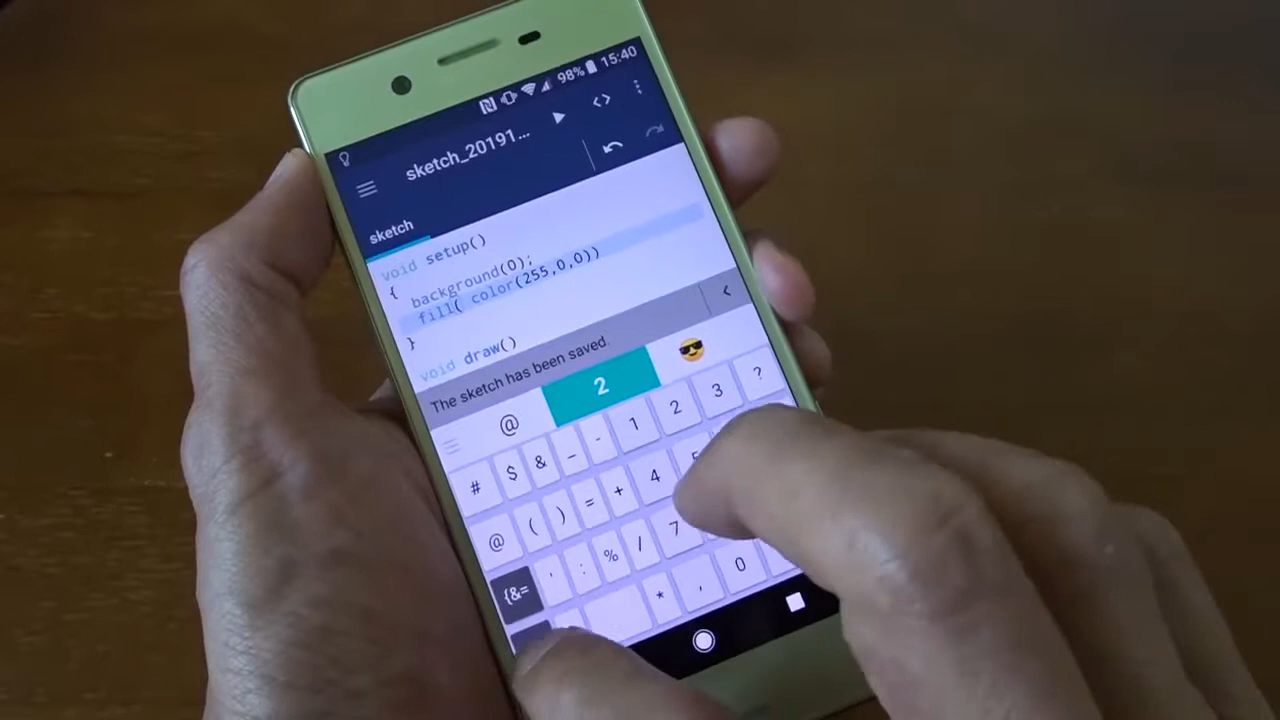 98% 15:40
sketch_20191...
< >
sketch
void setup()
{
background(0);
fill( color(255,0,0))
}
void draw()
The sketch has been saved.
<
@ 2 😎
# $ & _ - 1 2 3 ?
@ ( ) = + 4
{&= ' : % / 7
* , 0